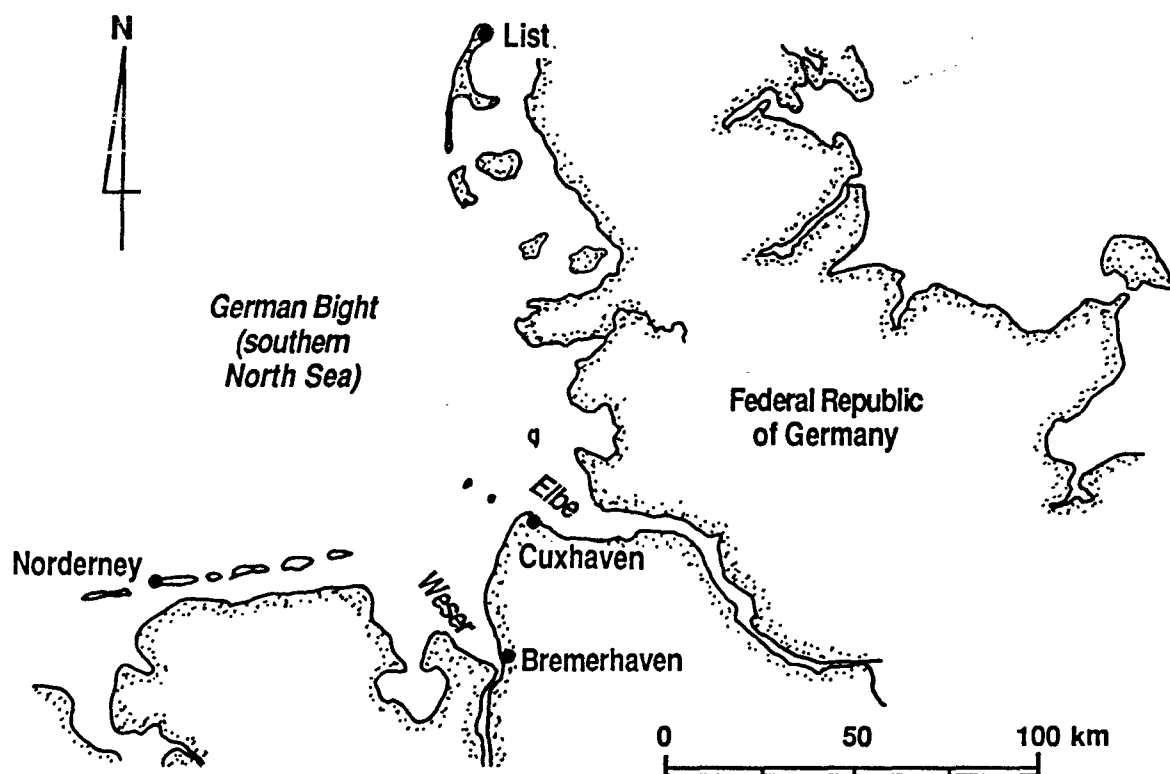 N
List
German Bight
(southern
North Sea)
Federal Republic
of Germany
Elbe
Cuxhaven
Norderney
Weser
Bremerhaven
0 50 100 km